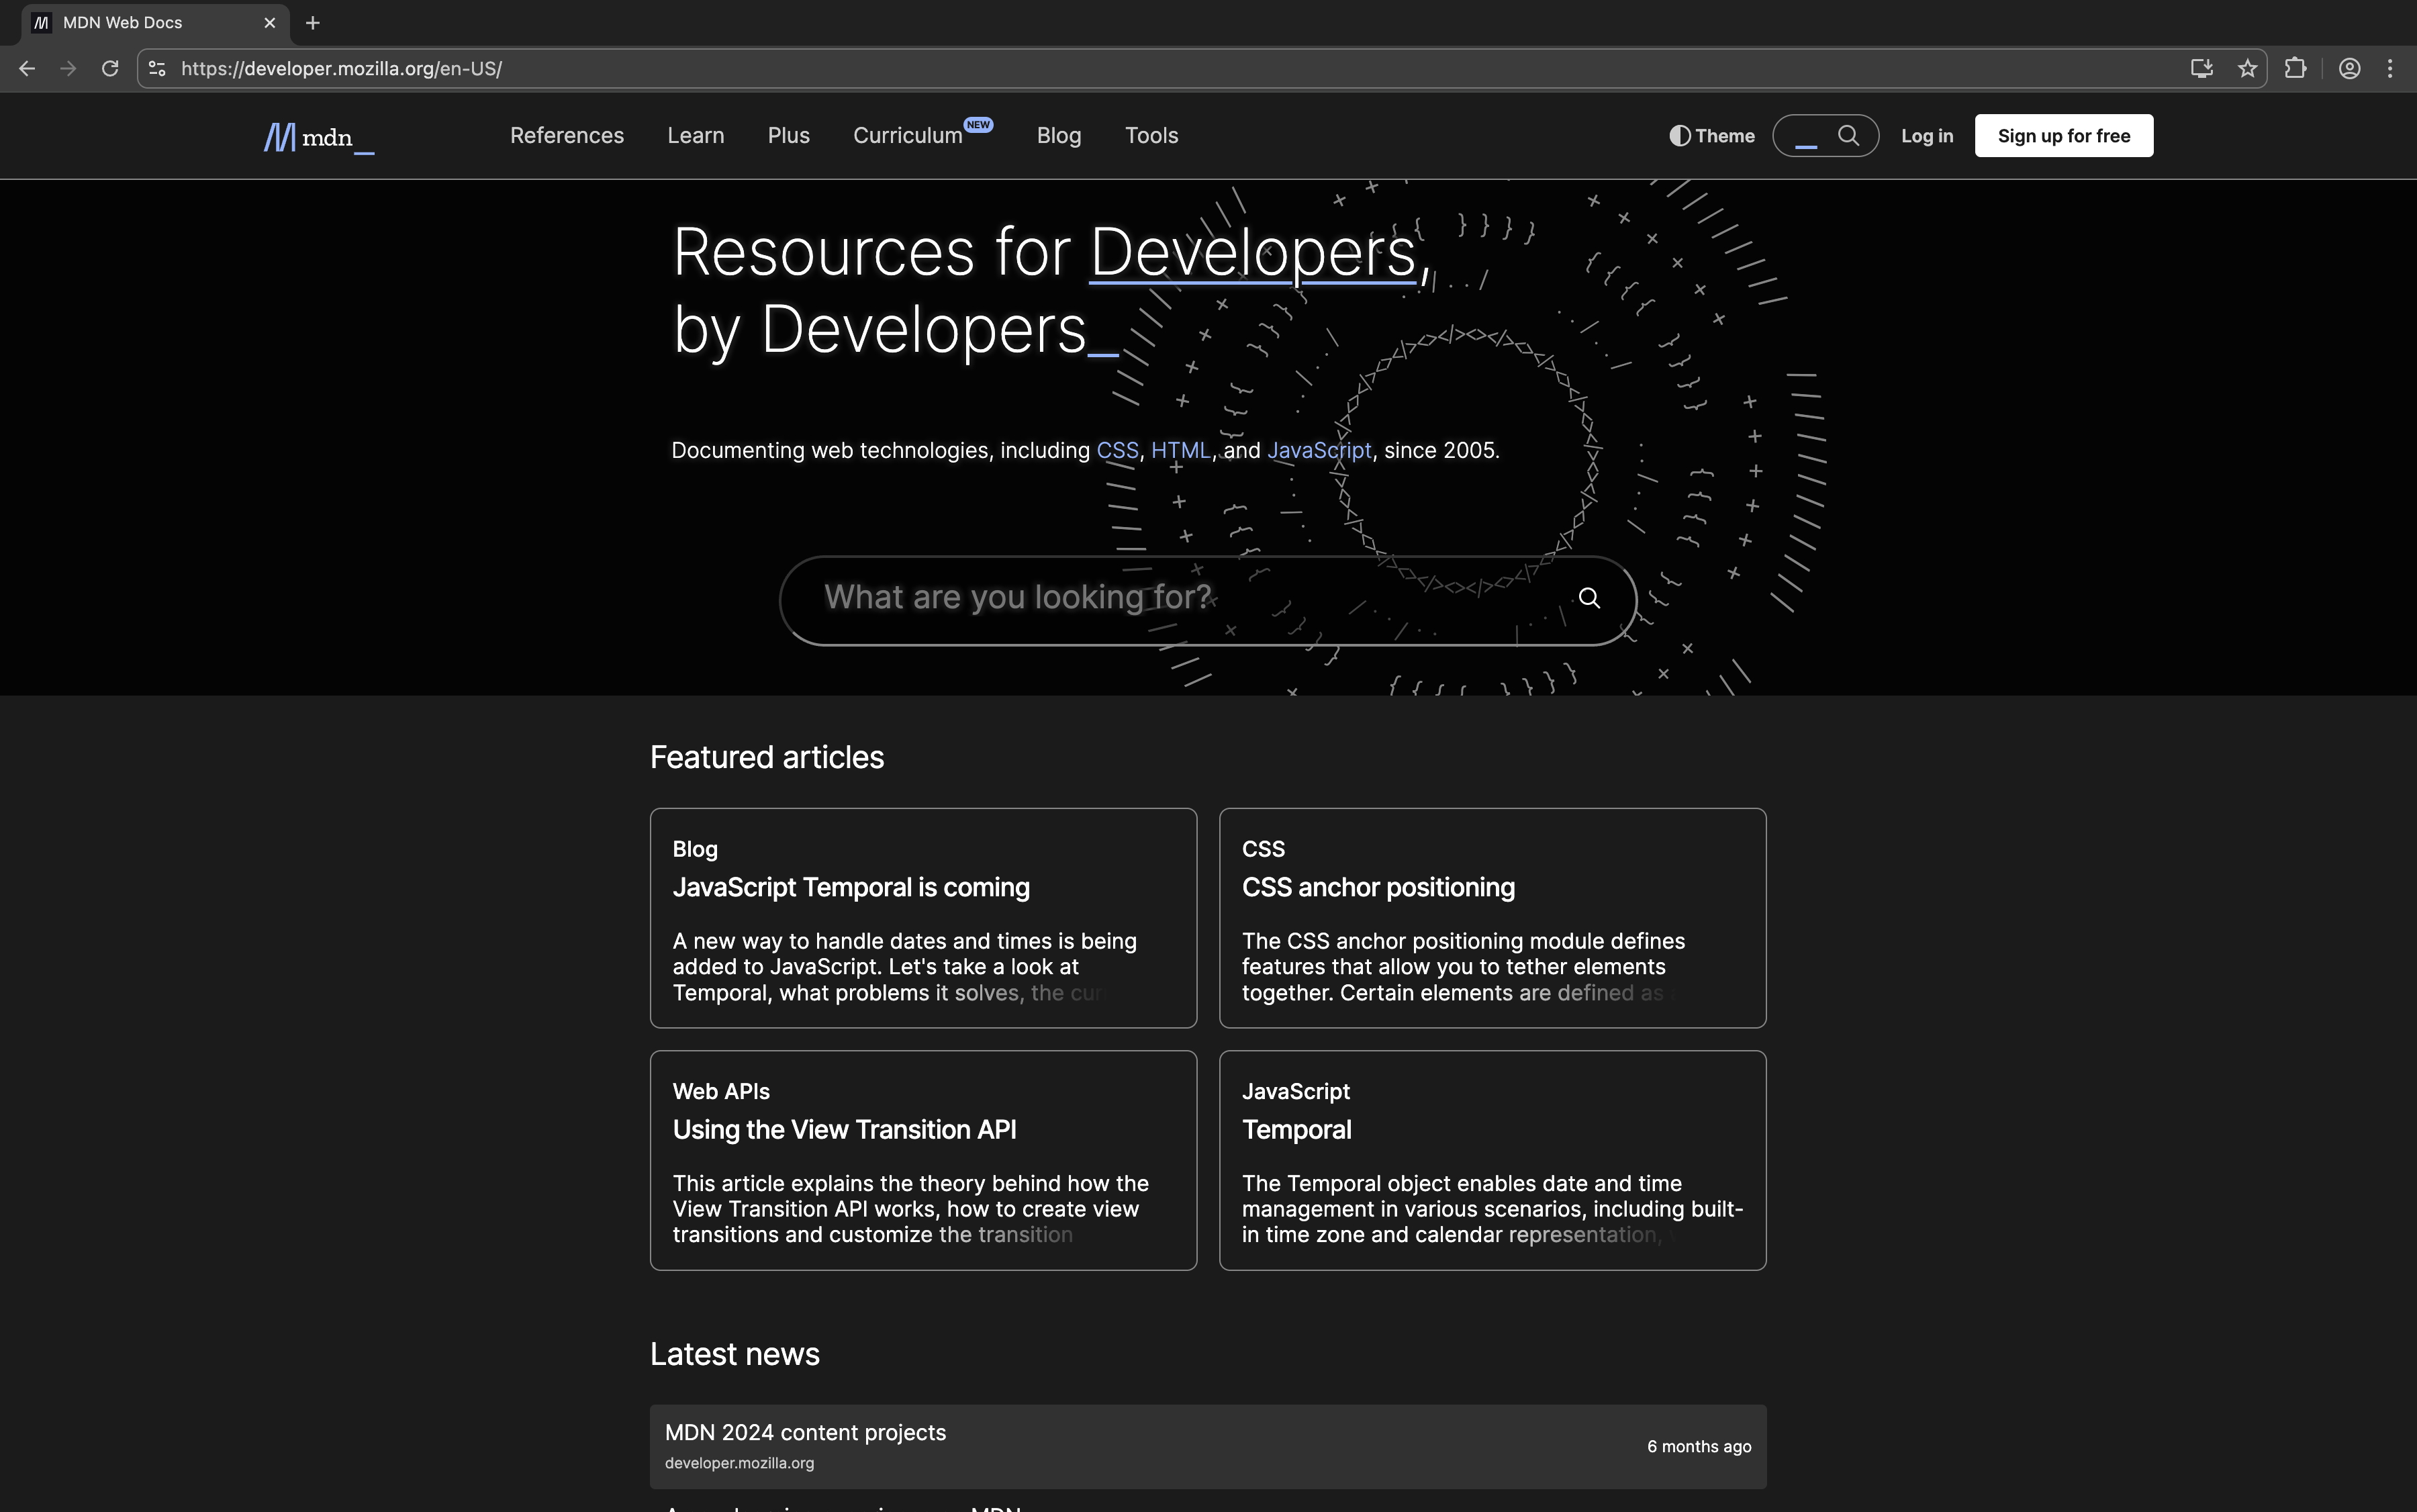 MDN Web Docs
https://developer.mozilla.org/en-US/
mdn_
References Learn Plus Curriculum NEW Blog Tools
Theme Log in Sign up for free
Resources for Developers,
by Developers_
Documenting web technologies, including CSS, HTML, and JavaScript, since 2005.
What are you looking for?
Featured articles
Blog
JavaScript Temporal is coming
A new way to handle dates and times is being
added to JavaScript. Let's take a look at
Temporal, what problems it solves, the
CSS
CSS anchor positioning
The CSS anchor positioning module defines
features that allow you to tether elements
together. Certain elements are defined as
Web APIs
Using the View Transition API
This article explains the theory behind how the
View Transition API works, how to create view
transitions and customize the transition
JavaScript
Temporal
The Temporal object enables date and time
management in various scenarios, including built-
in time zone and calendar representation,
Latest news
MDN 2024 content projects
developer.mozilla.org
6 months ago